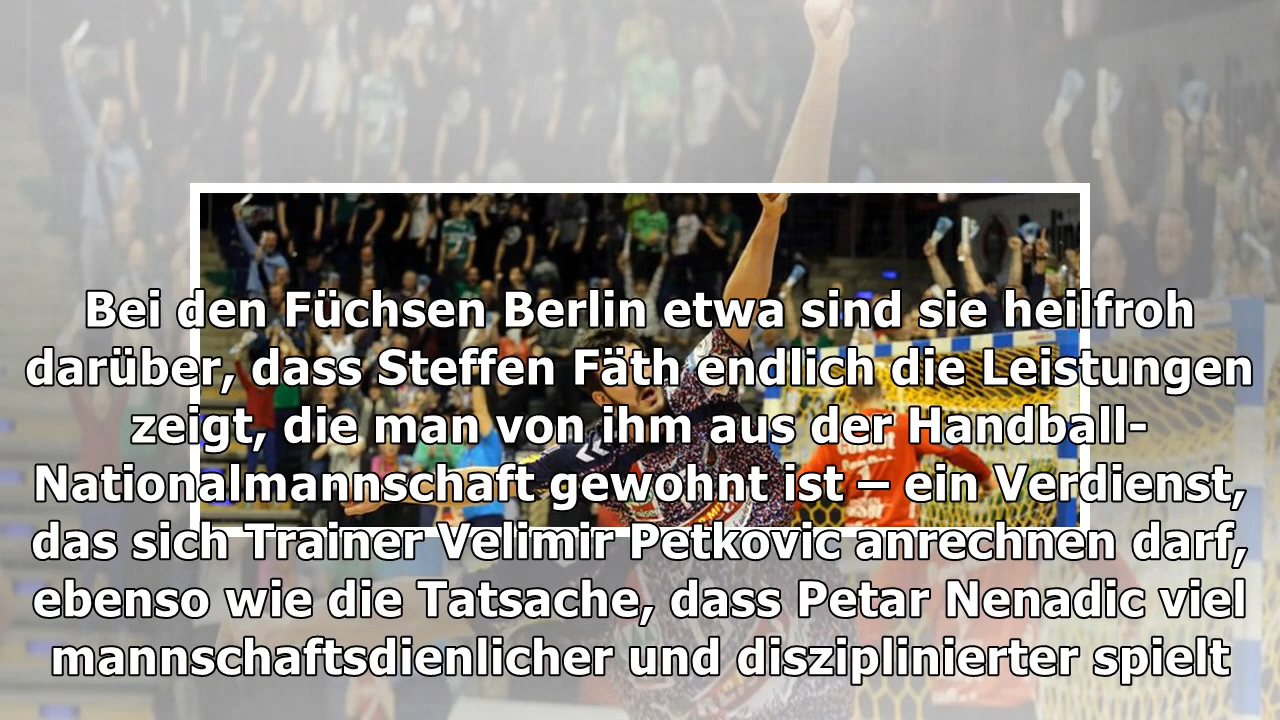 Bei den Füchsen Berlin etwa sind sie heilfroh
darüber, dass Steffen Fäth endlich die Leistungen
zeigt, die man von ihm aus der Handball-
Nationalmannschaft gewohnt ist – ein Verdienst,
das sich Trainer Velimir Petkovic anrechnen darf,
ebenso wie die Tatsache, dass Petar Nenadic viel
mannschaftsdienlicher und disziplinierter spielt